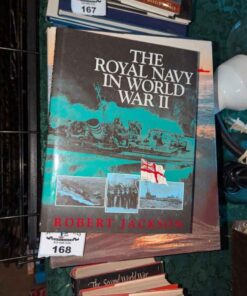 167
THE
ROYAL NAVY
IN WORLD
WAR II
ROBERT JACKSON
168
The Second World War